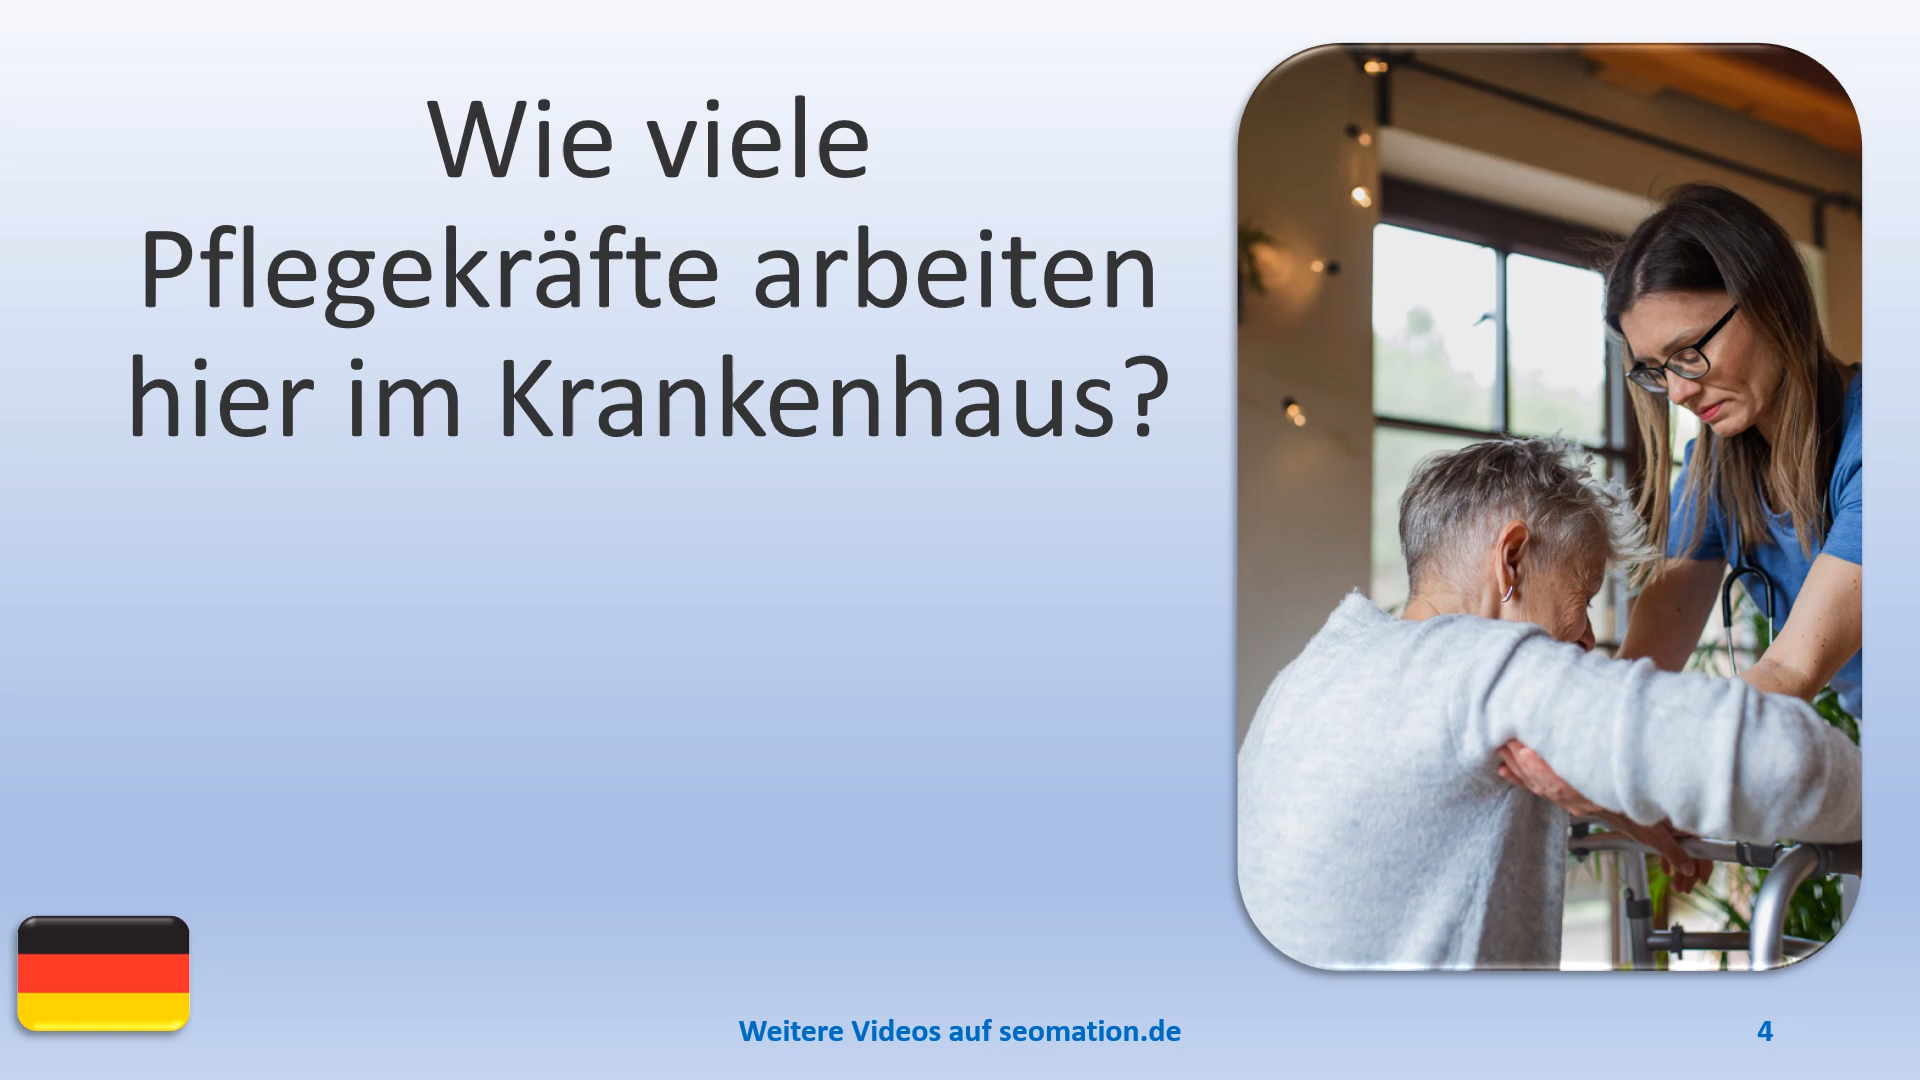 Wie viele
Pflegekräfte arbeiten
hier im Krankenhaus?
Weitere Videos auf seomation.de
4